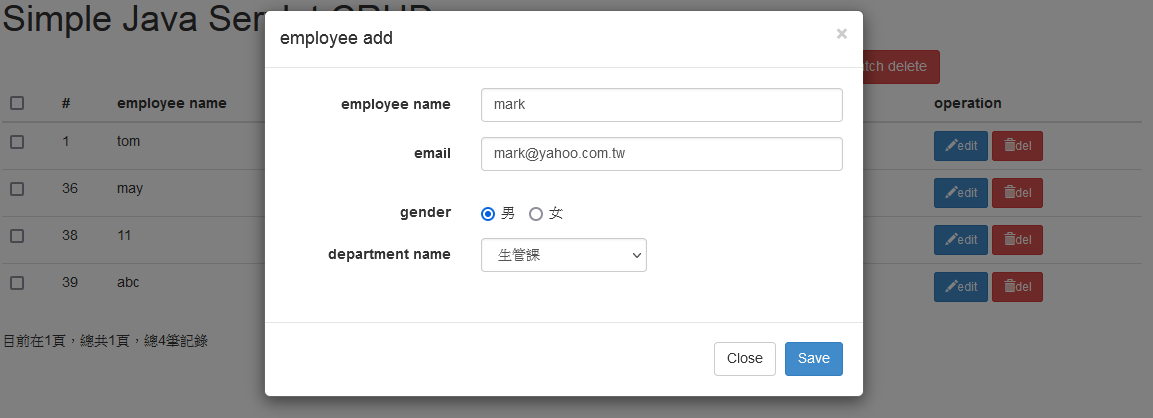 Simple Java Servlet CRUD
employee add ×
tch delete
# employee name operation
employee name mark
email mark@yahoo.com.tw
gender 男 女
department name 生管課
1 tom edit del
36 may edit del
38 11 edit del
39 abc edit del
目前在1頁,總共1頁,總4筆記錄
Close Save